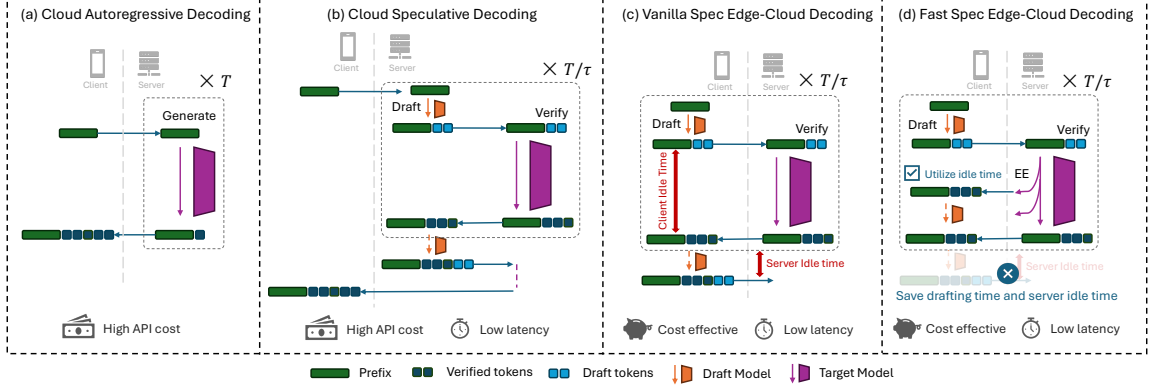 (a) Cloud Autoregressive Decoding
Client
Server
× T
Generate
High API cost
(b) Cloud Speculative Decoding
Client
Server
× T/τ
Draft
Verify
High API cost
Low latency
(c) Vanilla Spec Edge-Cloud Decoding
Client
Server
× T/τ
Draft
Verify
Client Idle Time
Server Idle time
Cost effective
Low latency
(d) Fast Spec Edge-Cloud Decoding
Client
Server
× T/τ
Draft
Verify
Utilize idle time
EE
Server Idle time
Save drafting time and server idle time
Cost effective
Low latency
Prefix
Verified tokens
Draft tokens
Draft Model
Target Model